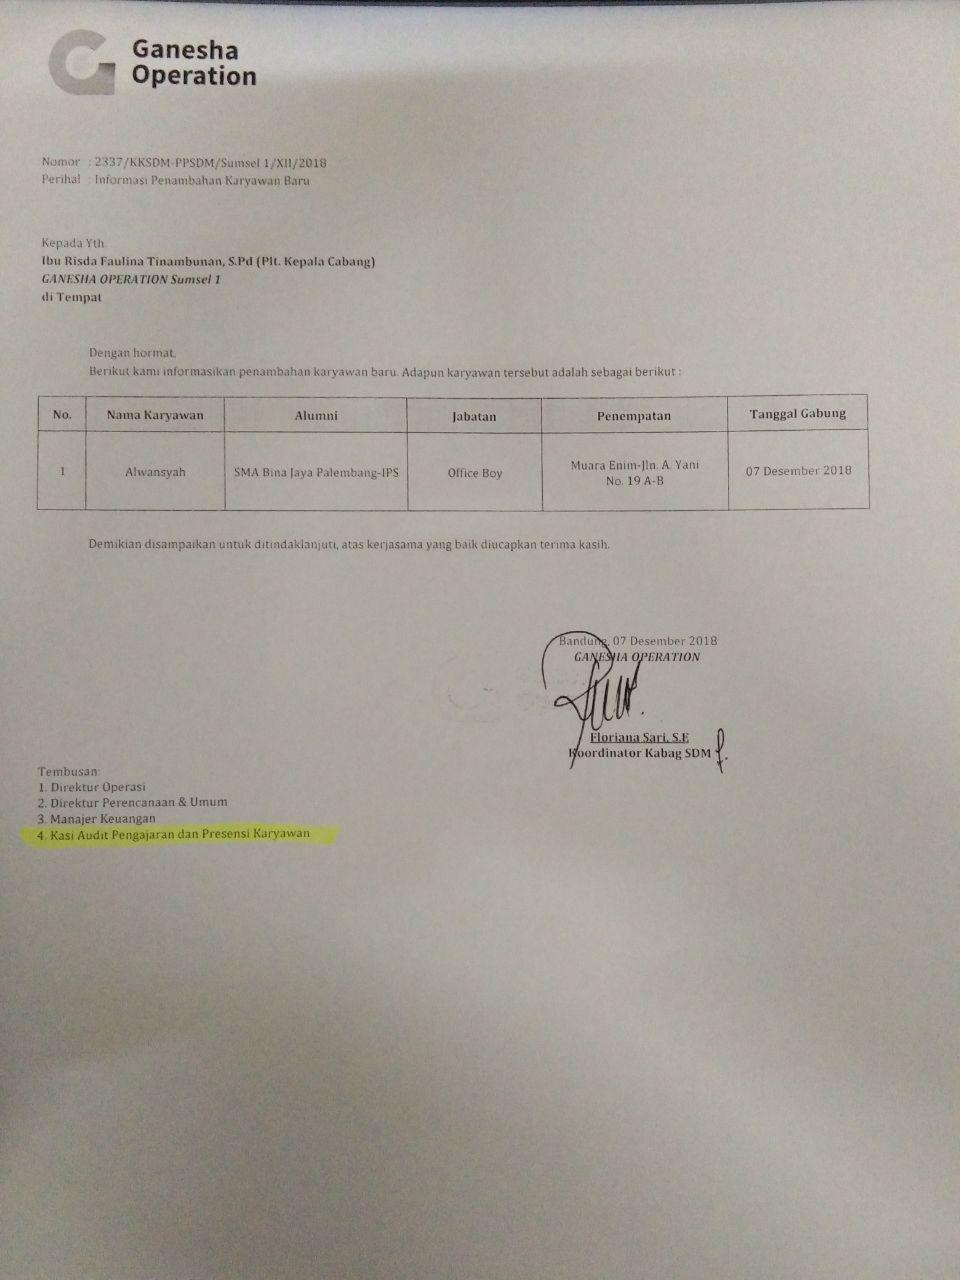 Ganesha
Operation
Nomor : 2337/KKSDM-PPSDM/Sumsel 1/XII/2018
Perihal : Informasi Penambahan Karyawan Baru
Kepada Yth.
Ibu Risda Faulina Tinambunan, S.Pd (Plt. Kepala Cabang)
GANESHA OPERATION Sumsel 1
di Tempat
Dengan hormat,
Berikut kami informasikan penambahan karyawan baru. Adapun karyawan tersebut adalah sebagai berikut :
No. Nama Karyawan Alumni Jabatan Penempatan Tanggal Gabung
1 Alwansyah SMA Bina Jaya Palembang-IPS Office Boy Muara Enim-Jln. A. Yani No. 19 A-B 07 Desember 2018
Demikian disampaikan untuk ditindaklanjuti, atas kerjasama yang baik diucapkan terima kasih.
Bandung, 07 Desember 2018
GANESHA OPERATION
Floriana Sari, S.E
Koordinator Kabag SDM
Tembusan:
1. Direktur Operasi
2. Direktur Perencanaan & Umum
3. Manajer Keuangan
4. Kasi Audit Pengajaran dan Presensi Karyawan